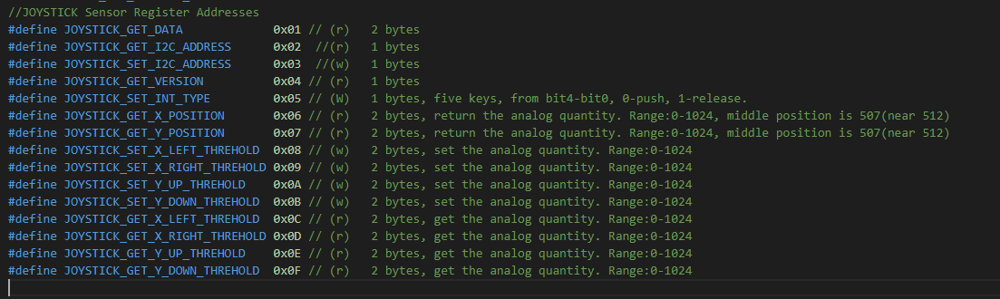 //JOYSTICK Sensor Register Addresses
#define JOYSTICK_GET_DATA 0x01 // (r) 2 bytes
#define JOYSTICK_GET_I2C_ADDRESS 0x02 //(r) 1 bytes
#define JOYSTICK_SET_I2C_ADDRESS 0x03 //(w) 1 bytes
#define JOYSTICK_GET_VERSION 0x04 // (r) 1 bytes
#define JOYSTICK_SET_INT_TYPE 0x05 // (W) 1 bytes, five keys, from bit4-bit0, 0-push, 1-release.
#define JOYSTICK_GET_X_POSITION 0x06 // (r) 2 bytes, return the analog quantity. Range:0-1024, middle position is 507(near 512)
#define JOYSTICK_GET_Y_POSITION 0x07 // (r) 2 bytes, return the analog quantity. Range:0-1024, middle position is 507(near 512)
#define JOYSTICK_SET_X_LEFT_THREHOLD 0x08 // (w) 2 bytes, set the analog quantity. Range:0-1024
#define JOYSTICK_SET_X_RIGHT_THREHOLD 0x09 // (w) 2 bytes, set the analog quantity. Range:0-1024
#define JOYSTICK_SET_Y_UP_THREHOLD 0x0A // (w) 2 bytes, set the analog quantity. Range:0-1024
#define JOYSTICK_SET_Y_DOWN_THREHOLD 0x0B // (w) 2 bytes, set the analog quantity. Range:0-1024
#define JOYSTICK_GET_X_LEFT_THREHOLD 0x0C // (r) 2 bytes, get the analog quantity. Range:0-1024
#define JOYSTICK_GET_X_RIGHT_THREHOLD 0x0D // (r) 2 bytes, get the analog quantity. Range:0-1024
#define JOYSTICK_GET_Y_UP_THREHOLD 0x0E // (r) 2 bytes, get the analog quantity. Range:0-1024
#define JOYSTICK_GET_Y_DOWN_THREHOLD 0x0F // (r) 2 bytes, get the analog quantity. Range:0-1024